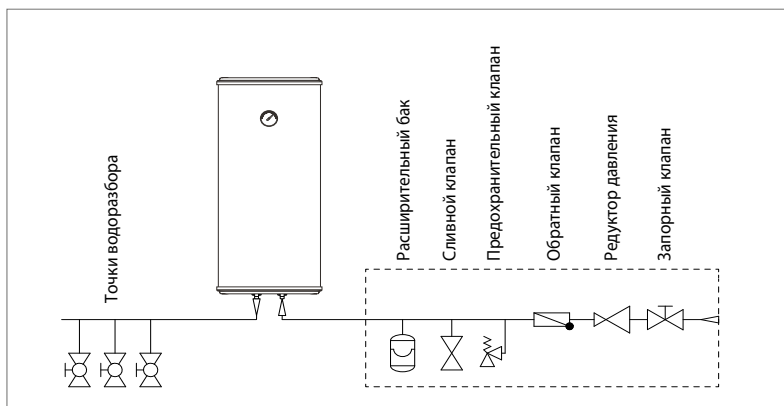 Точки водоразбора
Расширительный бак
Сливной клапан
Предохранительный клапан
Обратный клапан
Редуктор давления
Запорный клапан